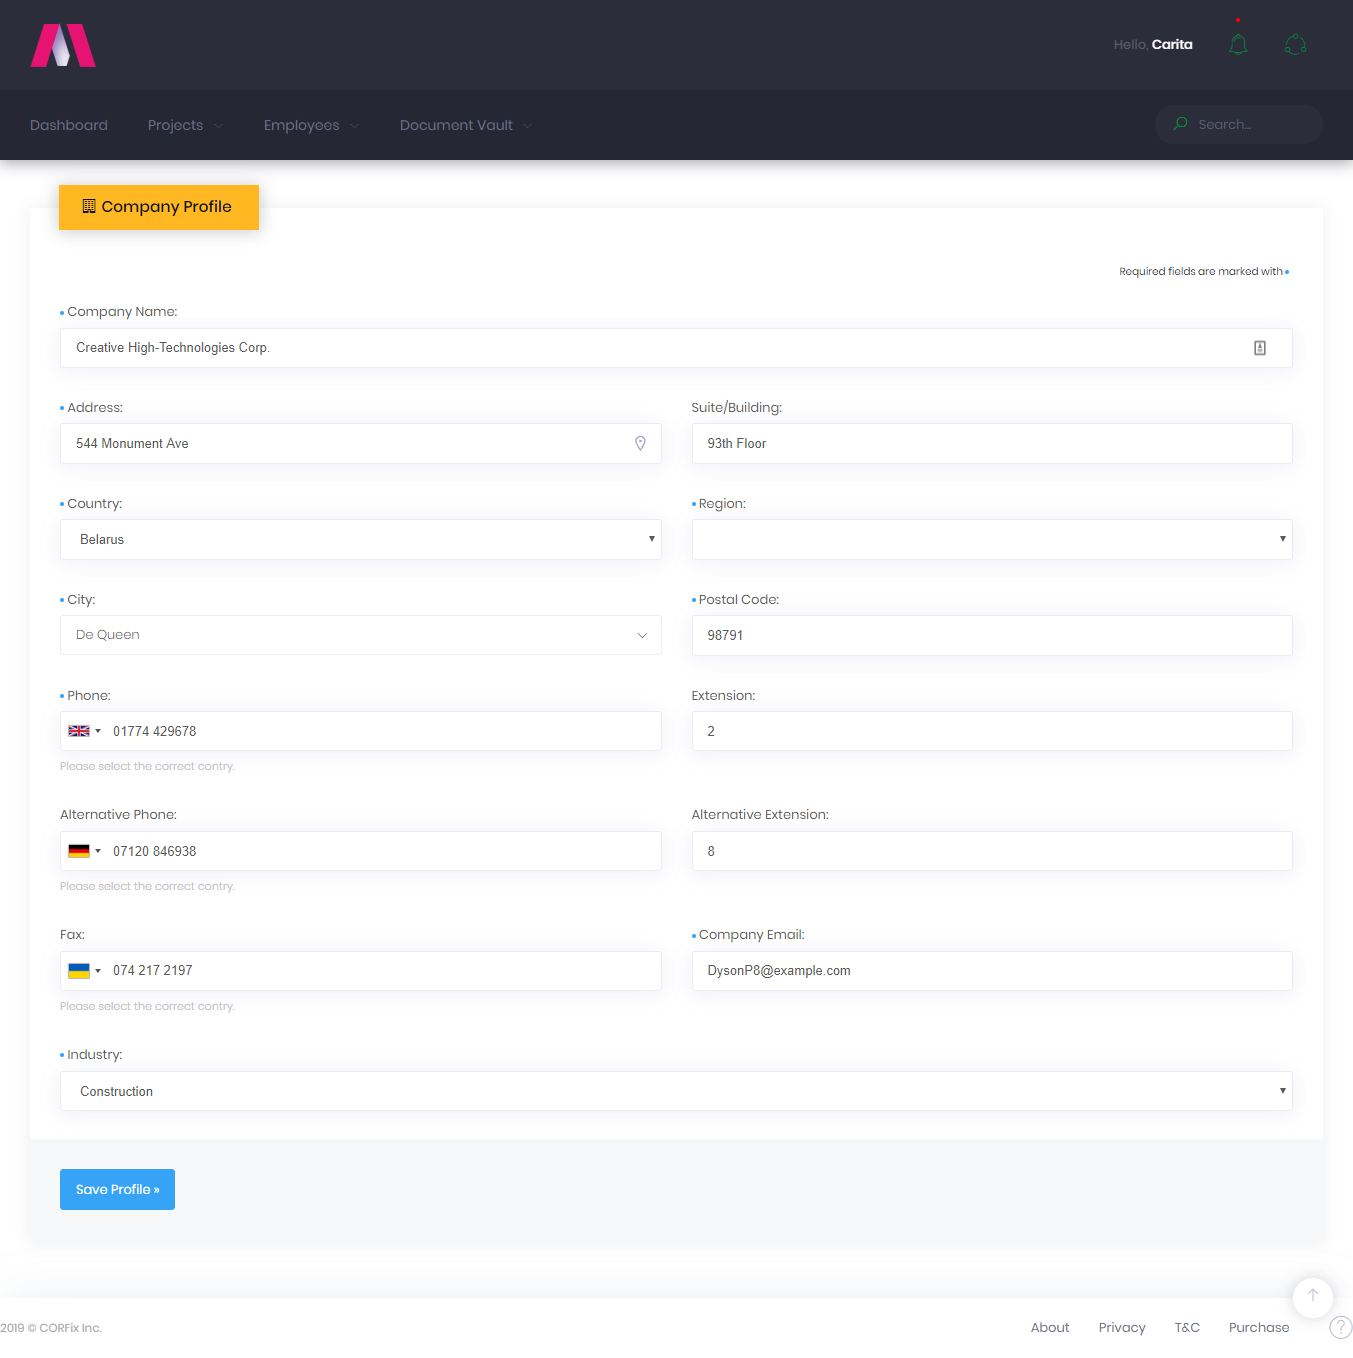 Hello, Carita
Dashboard Projects Employees Document Vault Search...
Company Profile
Required fields are marked with
Company Name:
Creative High-Technologies Corp.
Address: Suite/Building:
544 Monument Ave 93th Floor
Country: Region:
Belarus
City: Postal Code:
De Queen 98791
Phone: Extension:
01774 429678 2
Please select the correct contry.
Alternative Phone: Alternative Extension:
07120 846938 8
Please select the correct contry.
Fax: Company Email:
074 217 2197 DysonP8@example.com
Please select the correct contry.
Industry:
Construction
Save Profile »
2019 © CORFix Inc. About Privacy T&C Purchase ?